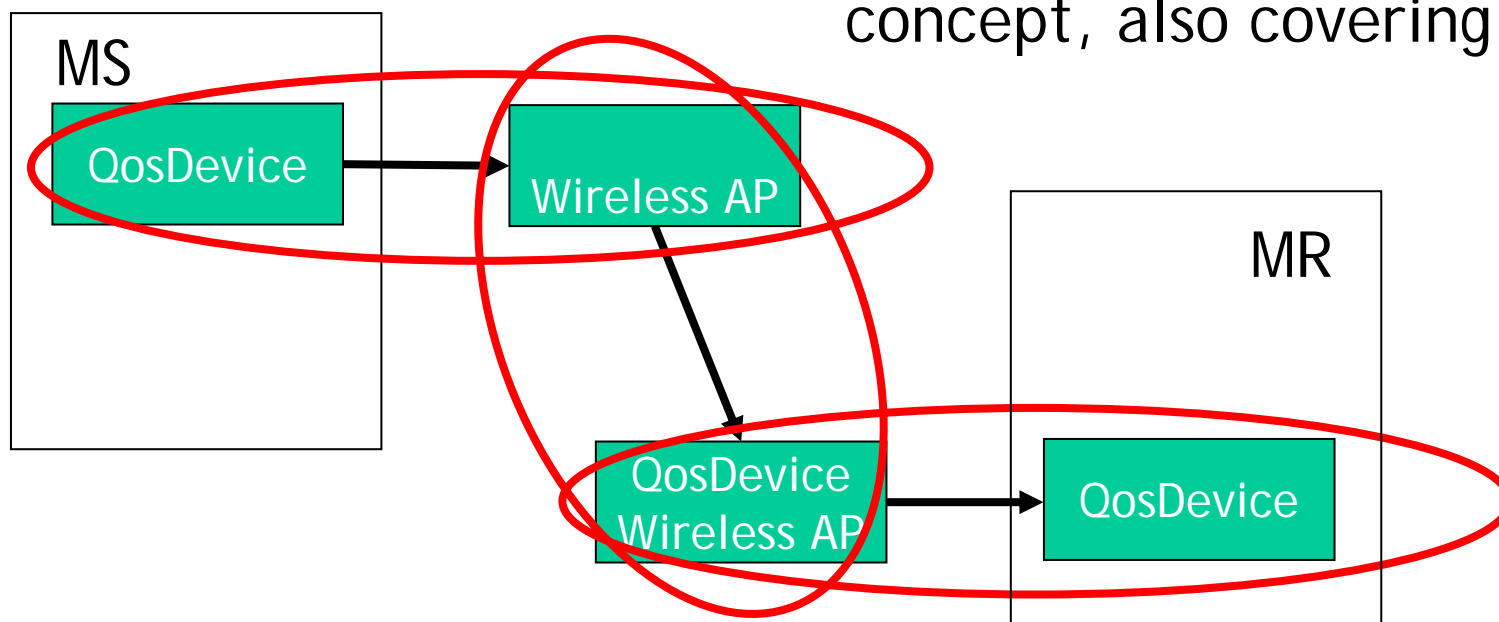 concept, also covering
MS
QosDevice
Wireless AP
MR
QosDevice
Wireless AP
QosDevice